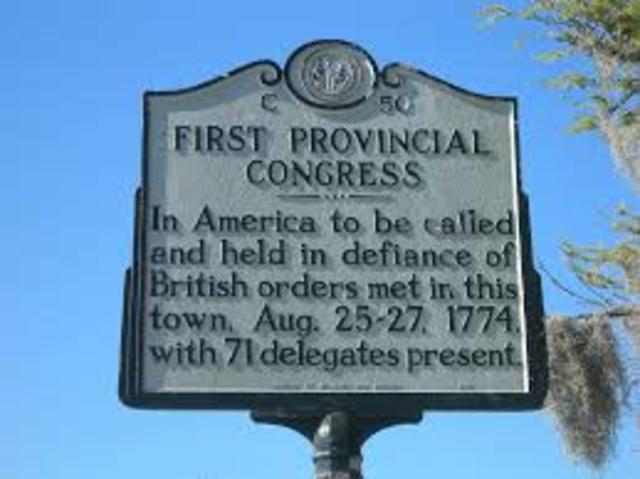 C 50
FIRST PROVINCIAL
CONGRESS
In America to be called
and held in defiance of
British orders met in this
town, Aug. 25-27, 1774,
with 71 delegates present.